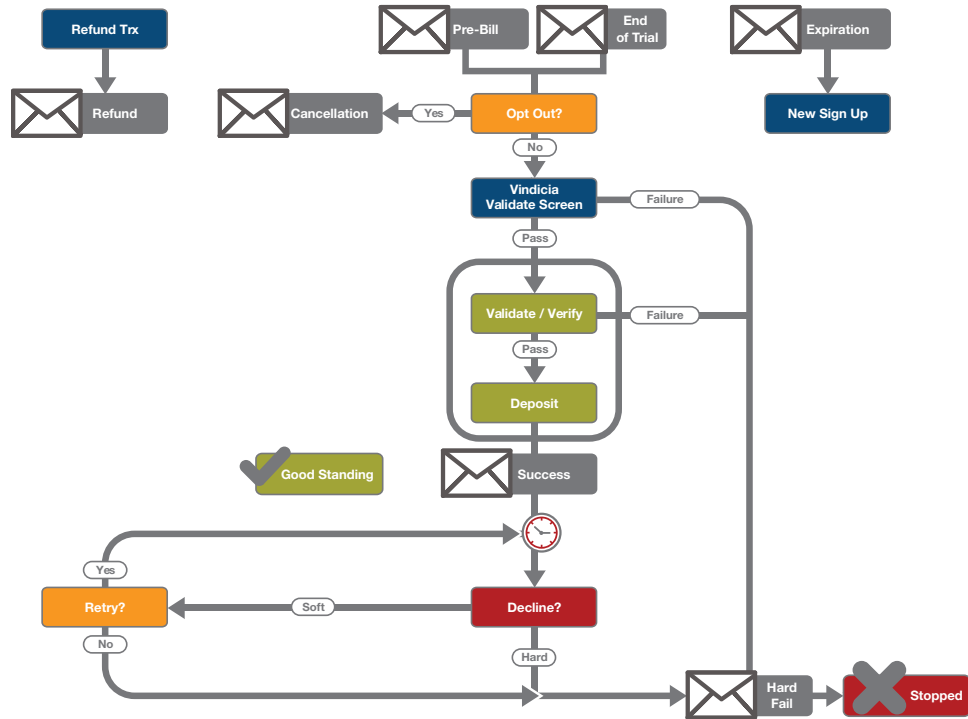 Refund Trx
Pre-Bill
End
of Trial
Expiration
Refund
Cancellation
Yes
Opt Out?
New Sign Up
No
Vindicia
Validate Screen
Failure
Pass
Validate / Verify
Failure
Pass
Deposit
Good Standing
Success
Yes
Retry?
Soft
Decline?
No
Hard
Hard
Fail
Stopped